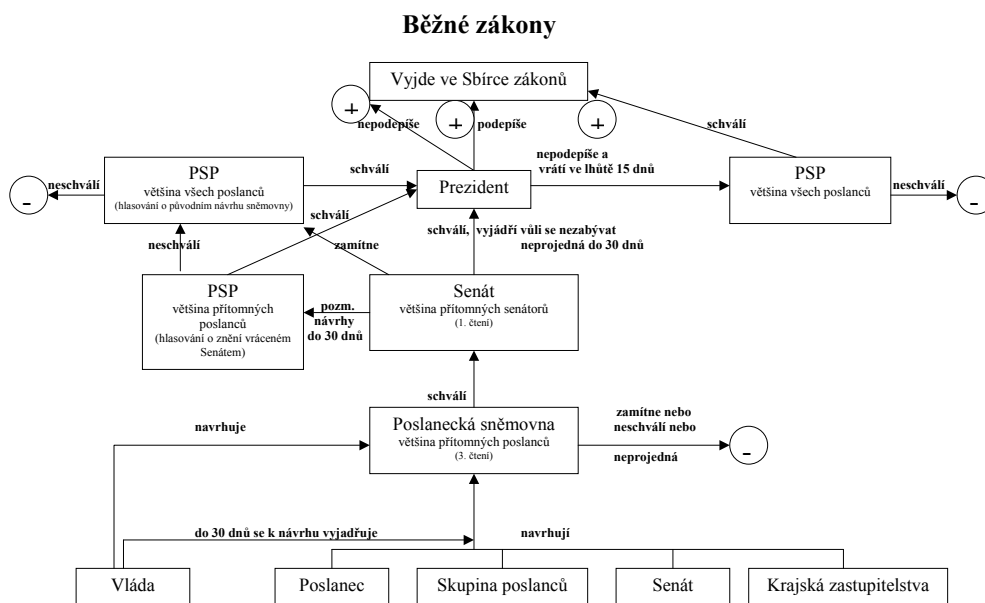 Běžné zákony
Vyjde ve Sbírce zákonů
+
+
+
nepodepíše
podepíše
schválí
nepodepíše a
vrátí ve lhůtě 15 dnů
neschválí
-
PSP
většina všech poslanců
(hlasování o původním návrhu sněmovny)
schválí
Prezident
PSP
většina všech poslanců
neschválí
-
schválí
neschválí
zamítne
schválí, vyjádří vůli se nezabývat
neprojedná do 30 dnů
PSP
většina přítomných
poslanců
(hlasování o znění vráceném
Senátem)
pozm.
návrhy
do 30 dnů
Senát
většina přítomných senátorů
(1. čtení)
schválí
navrhuje
Poslanecká sněmovna
většina přítomných poslanců
(3. čtení)
zamítne nebo
neschválí nebo
neprojedná
-
do 30 dnů se k návrhu vyjadřuje
navrhují
Vláda
Poslanec
Skupina poslanců
Senát
Krajská zastupitelstva